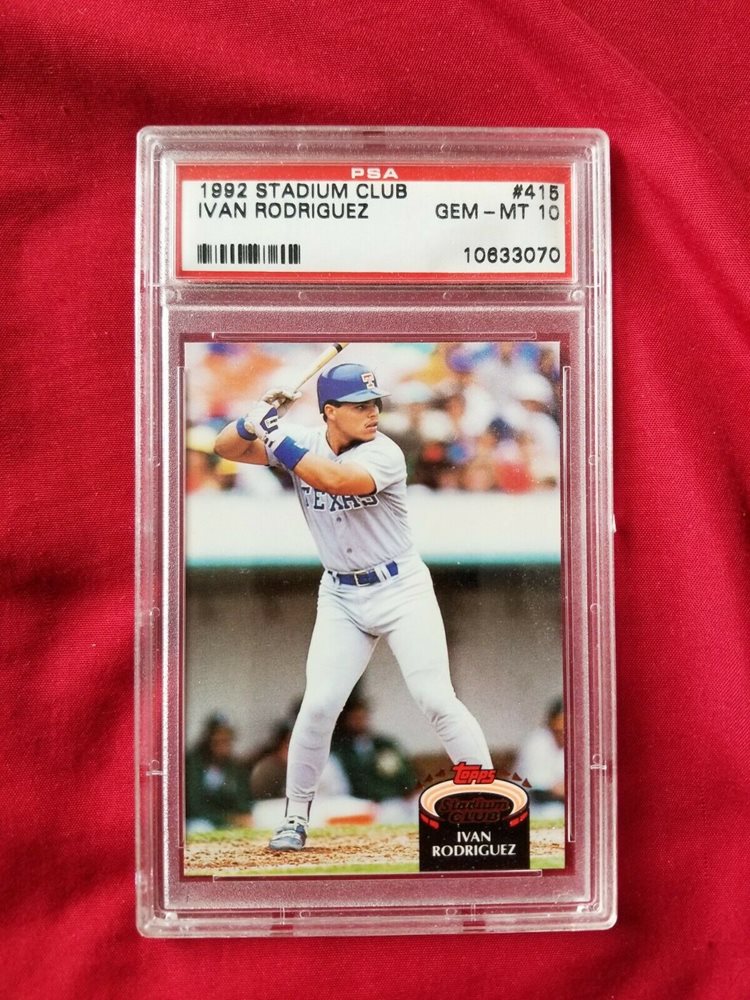 PSA
1992 STADIUM CLUB #415
IVAN RODRIGUEZ GEM - MT 10
10633070
T
TEXAS
Topps
Stadium
CLUB
IVAN
RODRIGUEZ